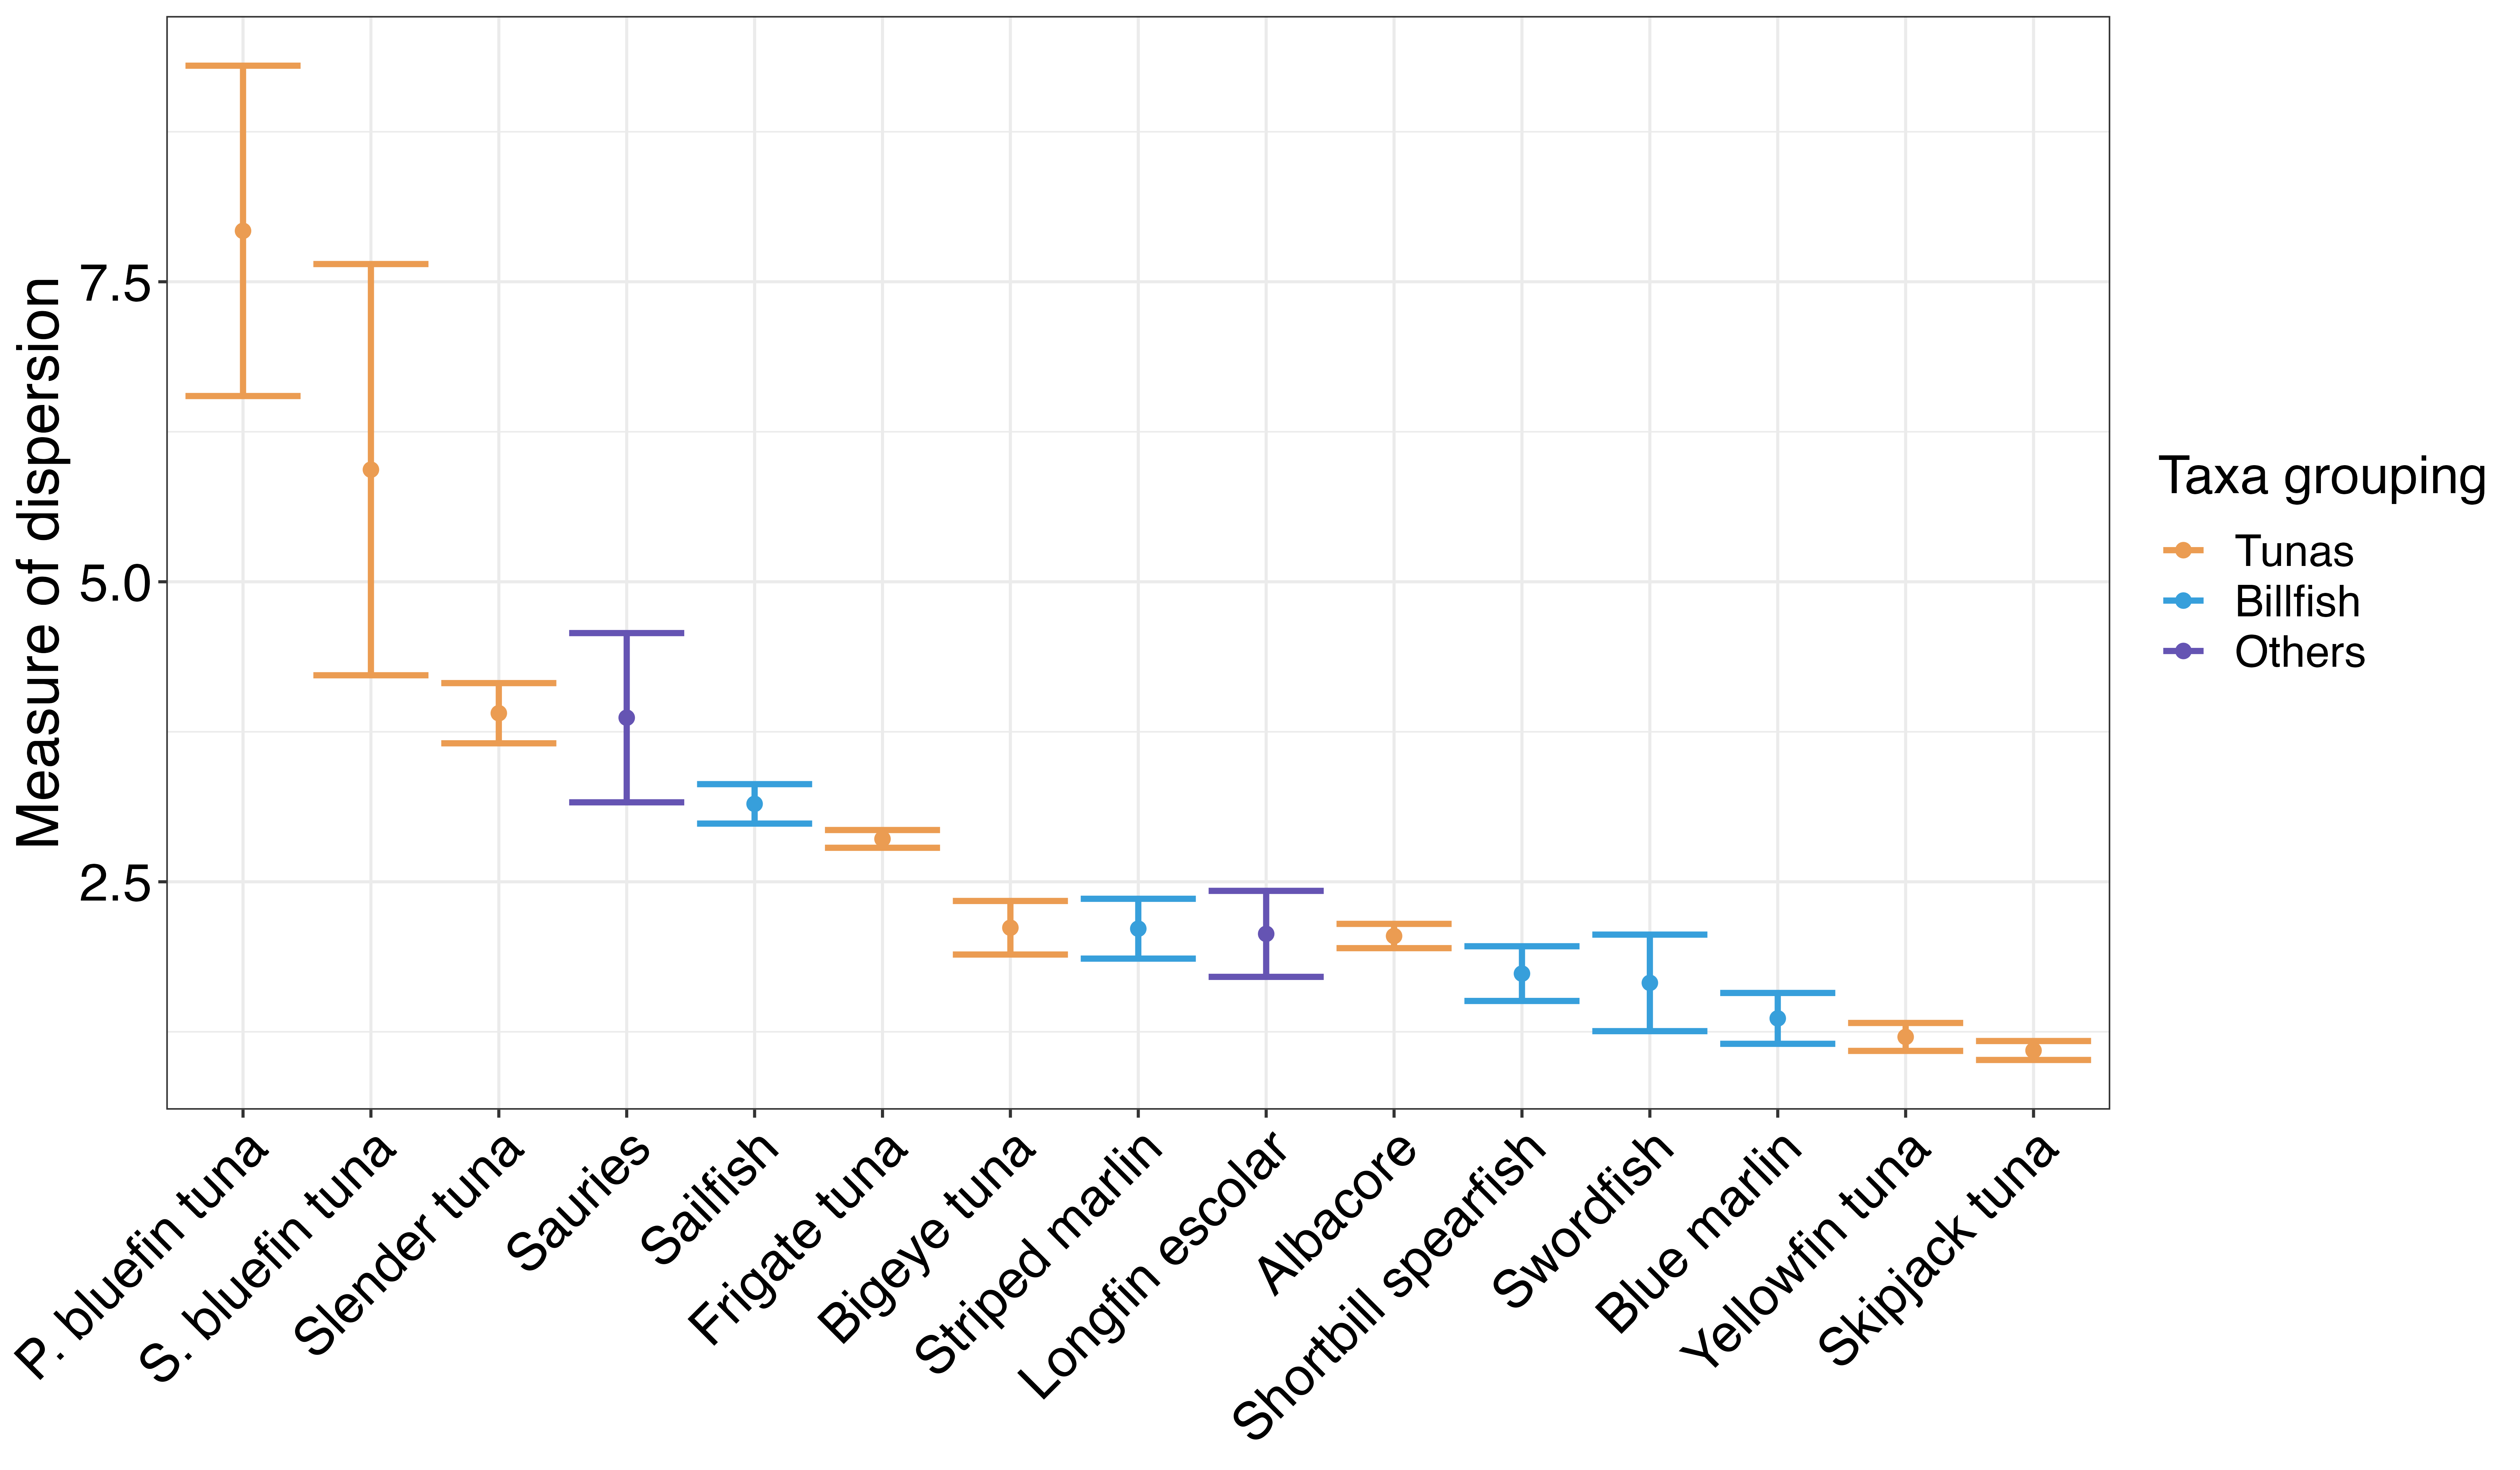 Measure of dispersion
7.5
5.0
2.5
P. bluefin tuna
S. bluefin tuna
Slender tuna
Sauries
Sailfish
Frigate tuna
Bigeye tuna
Striped marlin
Longfin escolar
Albacore
Shortbill spearfish
Swordfish
Blue marlin
Yellowfin tuna
Skipjack tuna
Taxa grouping
Tunas
Billfish
Others